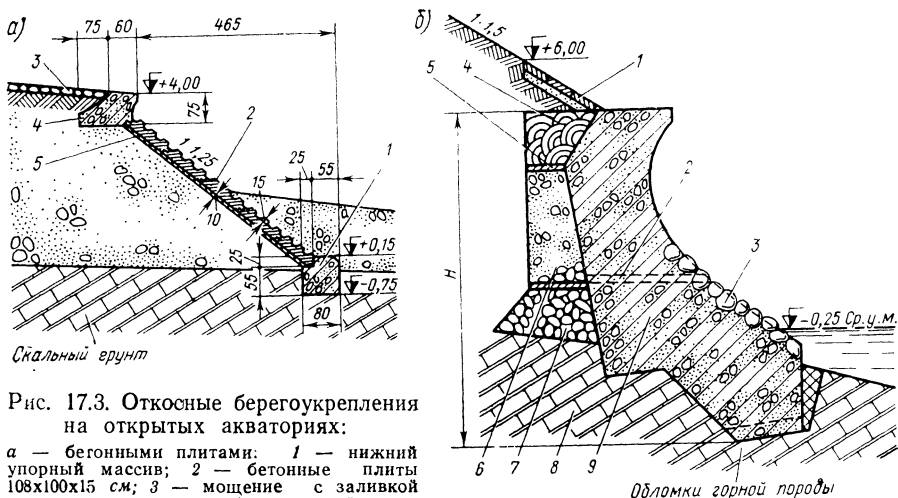 а)
75 60 465
3
+4,00
75
4
5
2
1:1,25
1
25 55
15
10
+0,15
25
55
-0,75
80
Скальный грунт
Рис. 17.3. Откосные берегоукрепления
на открытых акваториях:
а — бегонными плитами: 1 — нижний
упорный массив; 2 — бетонные плиты
108х100х15 см; 3 — мощение с заливкой
б)
1:1,5
+6,00
1
5 4
2
H
3
-0,25 Ср.у.м.
6 7 8 9
Обломки горной породы